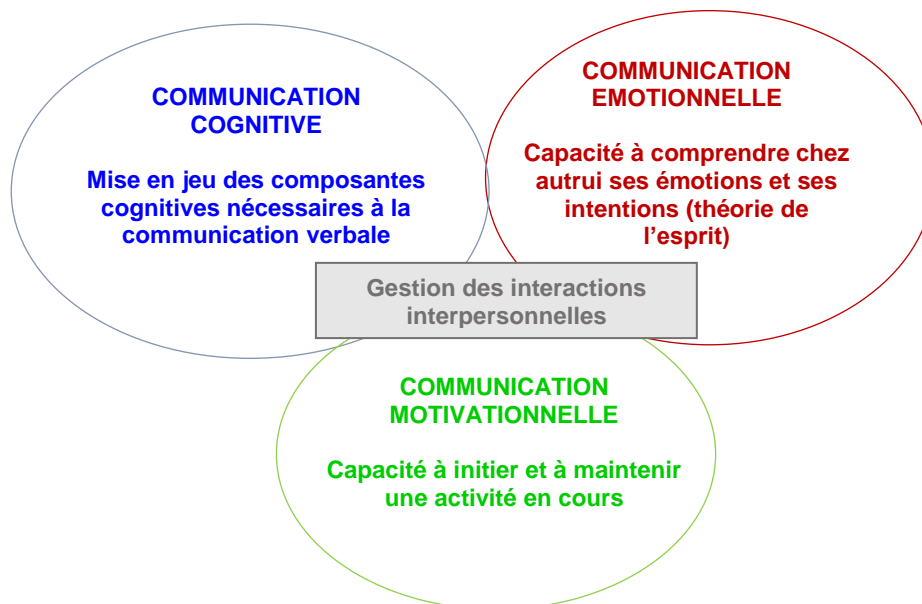 COMMUNICATION
COGNITIVE
Mise en jeu des composantes
cognitives nécessaires à la
communication verbale
COMMUNICATION
EMOTIONNELLE
Capacité à comprendre chez
autrui ses émotions et ses
intentions (théorie de
l’esprit)
Gestion des interactions
interpersonnelles
COMMUNICATION
MOTIVATIONNELLE
Capacité à initier et à maintenir
une activité en cours